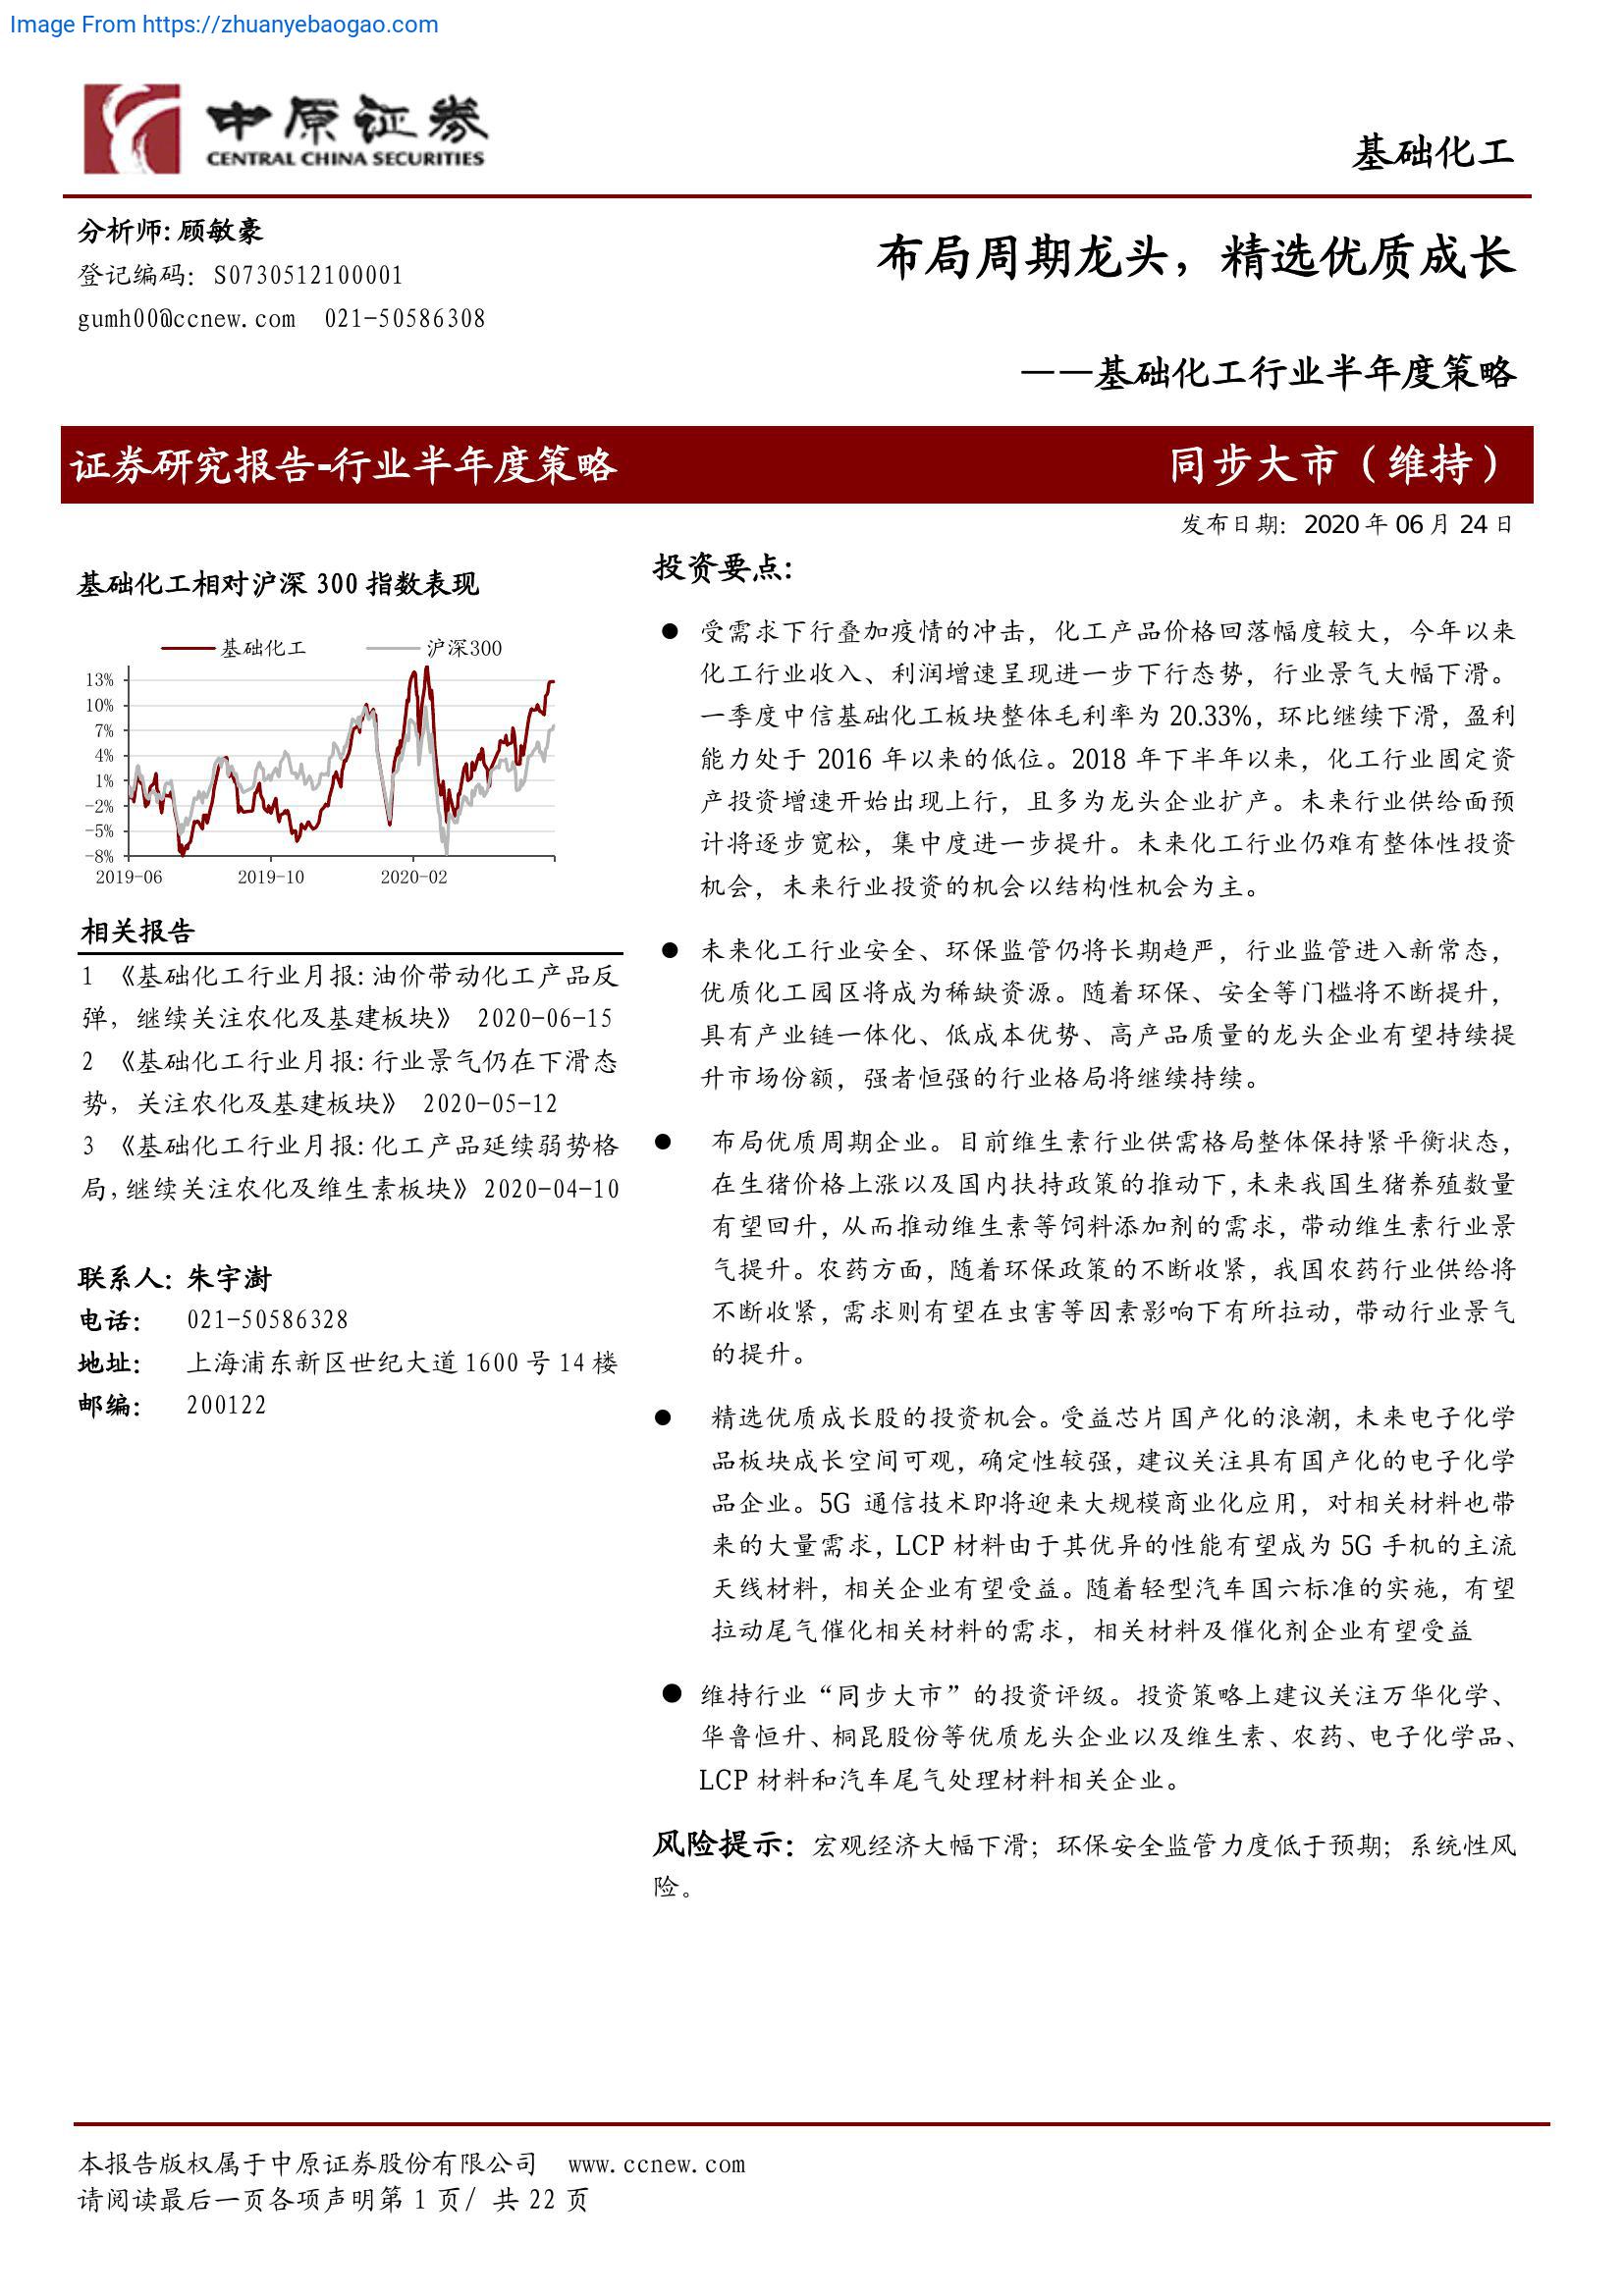 Image From https://zhuanyebaogao.com
中原证券
CENTRAL CHINA SECURITIES
基础化工
分析师:顾敏豪
登记编码：S0730512100001
gumh00@ccnew.com 021-50586308
布局周期龙头，精选优质成长
——基础化工行业半年度策略
证券研究报告-行业半年度策略
同步大市（维持）
发布日期：2020 年 06 月 24 日
基础化工相对沪深 300 指数表现
基础化工 沪深300
13%
10%
7%
4%
1%
-2%
-5%
-8%
2019-06 2019-10 2020-02
相关报告
1 《基础化工行业月报:油价带动化工产品反
弹，继续关注农化及基建板块》 2020-06-15
2 《基础化工行业月报:行业景气仍在下滑态
势，关注农化及基建板块》 2020-05-12
3 《基础化工行业月报:化工产品延续弱势格
局,继续关注农化及维生素板块》 2020-04-10
联系人：朱宇澍
电话： 021-50586328
地址： 上海浦东新区世纪大道 1600 号 14 楼
邮编： 200122
投资要点:
● 受需求下行叠加疫情的冲击，化工产品价格回落幅度较大，今年以来
化工行业收入、利润增速呈现进一步下行态势，行业景气大幅下滑。
一季度中信基础化工板块整体毛利率为 20.33%，环比继续下滑，盈利
能力处于 2016 年以来的低位。2018 年下半年以来，化工行业固定资
产投资增速开始出现上行，且多为龙头企业扩产。未来行业供给面预
计将逐步宽松，集中度进一步提升。未来化工行业仍难有整体性投资
机会，未来行业投资的机会以结构性机会为主。
● 未来化工行业安全、环保监管仍将长期趋严，行业监管进入新常态，
优质化工园区将成为稀缺资源。随着环保、安全等门槛将不断提升，
具有产业链一体化、低成本优势、高产品质量的龙头企业有望持续提
升市场份额，强者恒强的行业格局将继续持续。
● 布局优质周期企业。目前维生素行业供需格局整体保持紧平衡状态，
在生猪价格上涨以及国内扶持政策的推动下，未来我国生猪养殖数量
有望回升，从而推动维生素等饲料添加剂的需求，带动维生素行业景
气提升。农药方面，随着环保政策的不断收紧，我国农药行业供给将
不断收紧，需求则有望在虫害等因素影响下有所拉动，带动行业景气
的提升。
● 精选优质成长股的投资机会。受益芯片国产化的浪潮，未来电子化学
品板块成长空间可观，确定性较强，建议关注具有国产化的电子化学
品企业。5G 通信技术即将迎来大规模商业化应用，对相关材料也带
来的大量需求，LCP 材料由于其优异的性能有望成为 5G 手机的主流
天线材料，相关企业有望受益。随着轻型汽车国六标准的实施，有望
拉动尾气催化相关材料的需求，相关材料及催化剂企业有望受益
● 维持行业“同步大市”的投资评级。投资策略上建议关注万华化学、
华鲁恒升、桐昆股份等优质龙头企业以及维生素、农药、电子化学品、
LCP 材料和汽车尾气处理材料相关企业。
风险提示：宏观经济大幅下滑；环保安全监管力度低于预期；系统性风
险。
本报告版权属于中原证券股份有限公司 www.ccnew.com
请阅读最后一页各项声明第 1 页/ 共 22 页